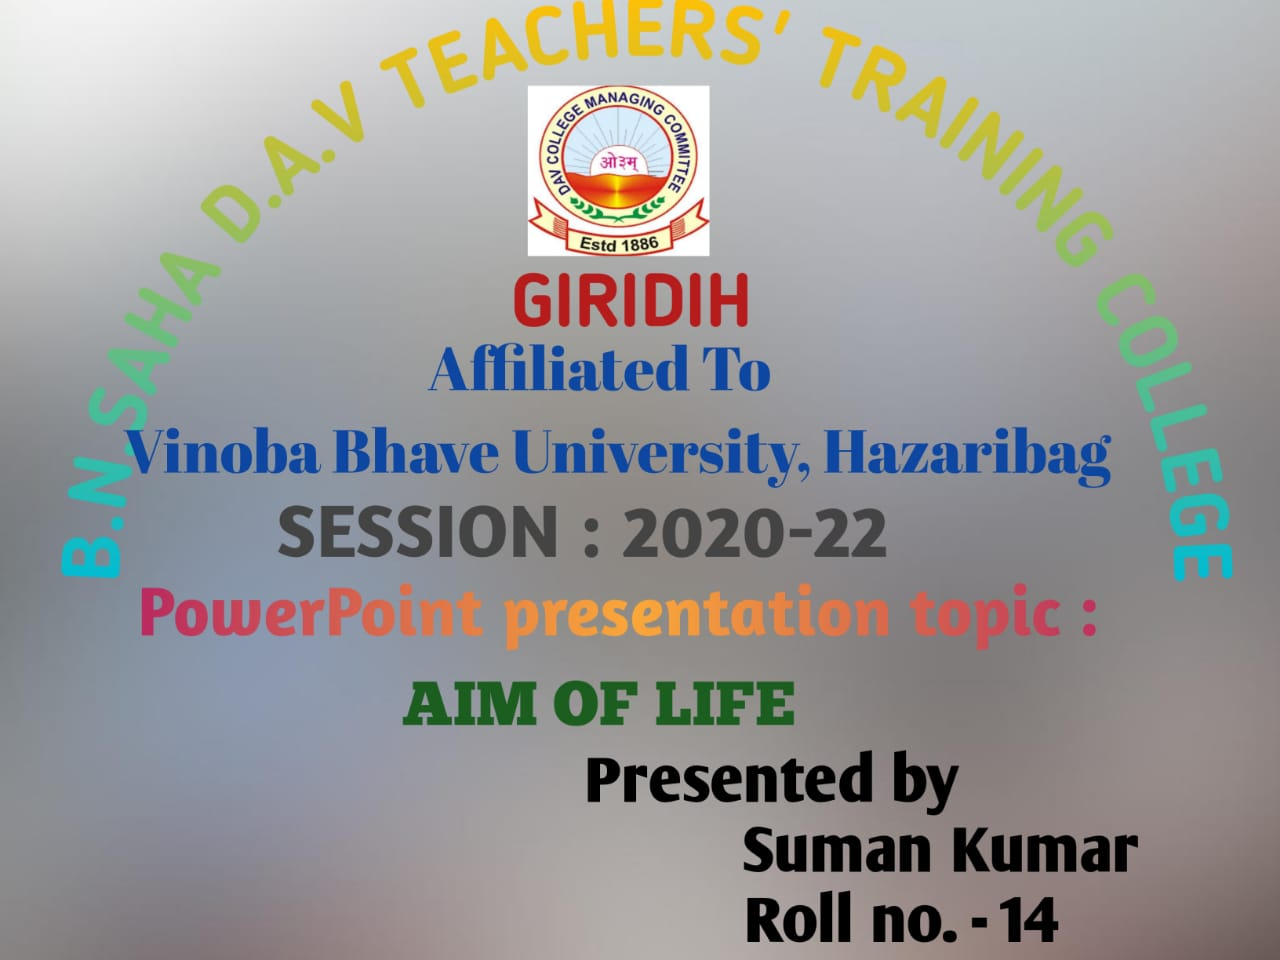 B.N.SAHA D.A.V TEACHERS' TRAINING COLLEGE
DAV COLLEGE MANAGING COMMITTEE
ओ३म्
Estd 1886
GIRIDIH
Affiliated To
Vinoba Bhave University, Hazaribag
SESSION : 2020-22
PowerPoint presentation topic :
AIM OF LIFE
Presented by
Suman Kumar
Roll no. - 14